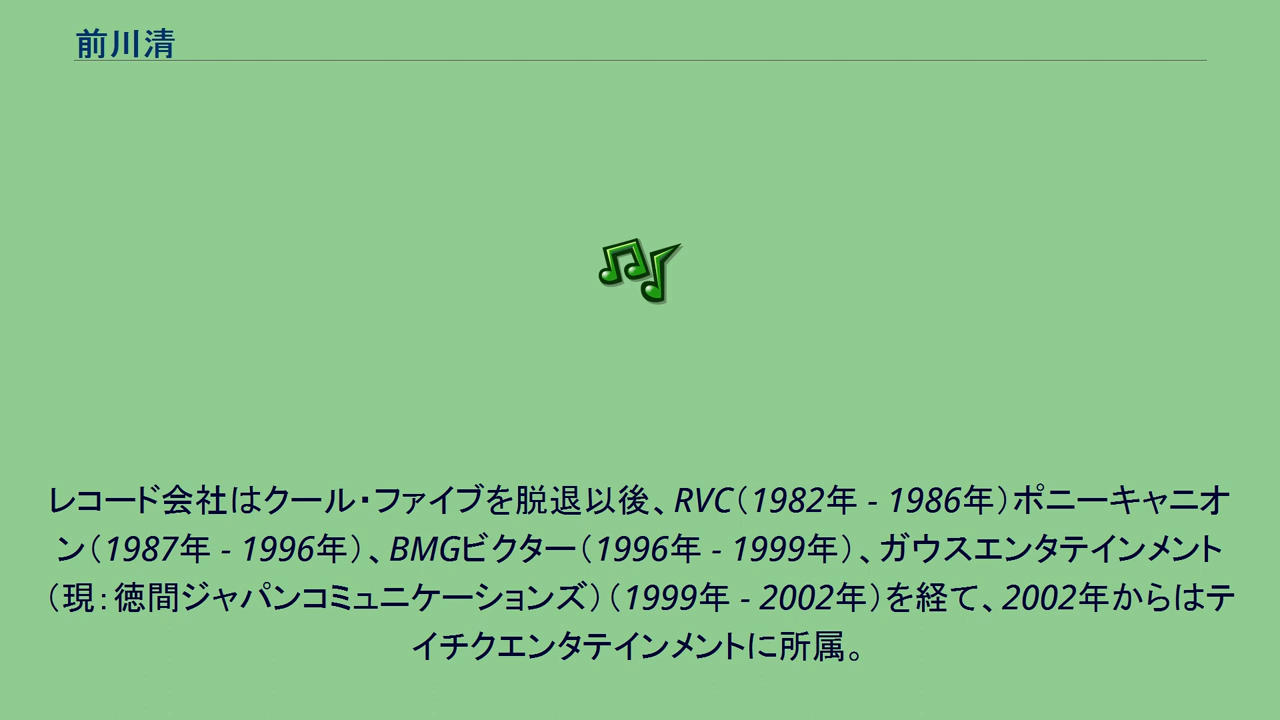 前川清
レコード会社はクール・ファイブを脱退以後、RVC（1982年 - 1986年）ポニーキャニオ
ン（1987年 - 1996年）、BMGビクター（1996年 - 1999年）、ガウスエンタテインメント
（現：徳間ジャパンコミュニケーションズ）（1999年 - 2002年）を経て、2002年からはテ
イチクエンタテインメントに所属。